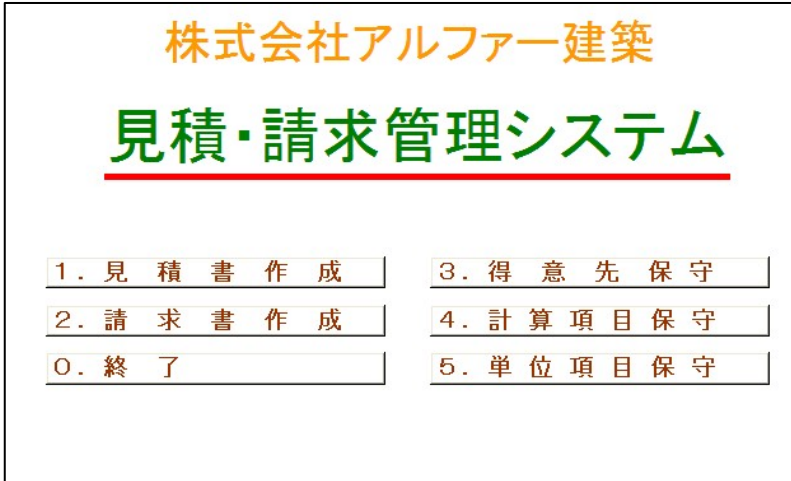 株式会社アルファー建築
見積・請求管理システム
1.見積書作成
2.請求書作成
0.終了
3.得意先保守
4.計算項目保守
5.単位項目保守